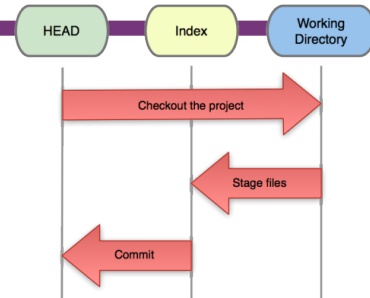 HEAD
Index
Working
Directory
Checkout the project
Stage files
Commit